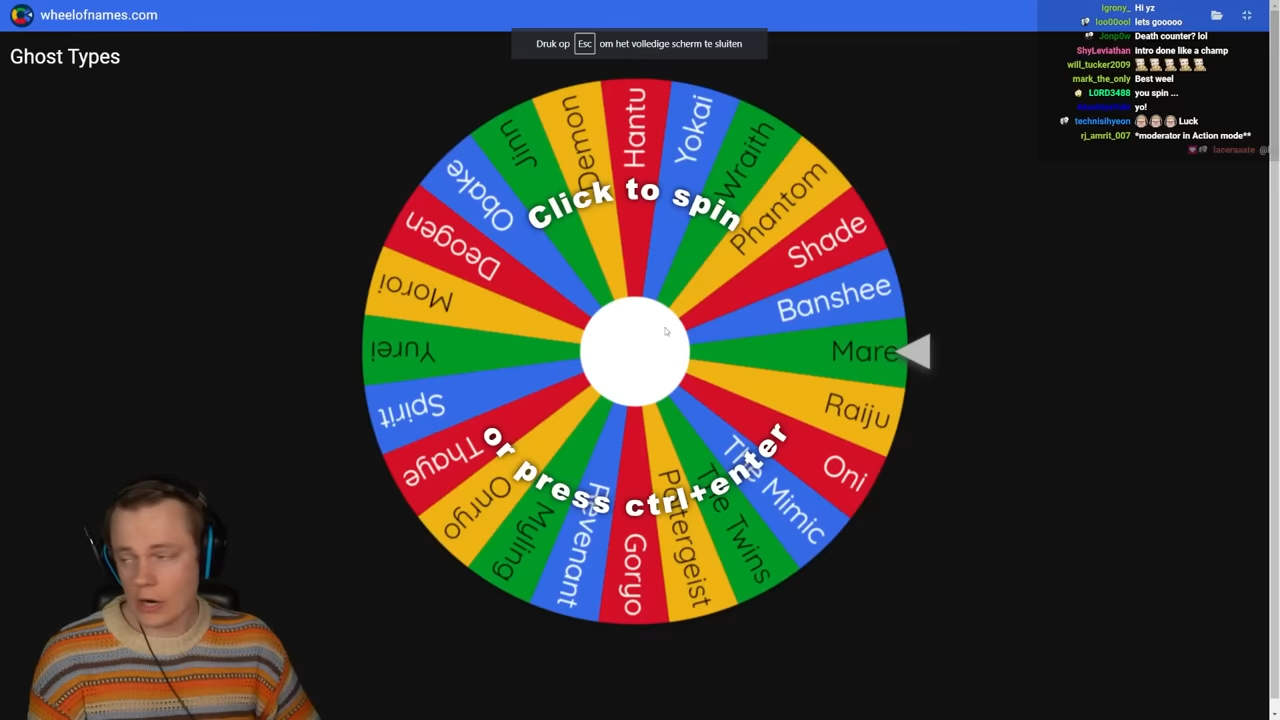 wheelofnames.com
Ghost Types
Druk op Esc om het volledige scherm te sluiten
lgrony_ Hi yz
loo00ool lets gooooo
Jonp0w Death counter? lol
ShyLeviathan Intro done like a champ
will_tucker2009
mark_the_only Best weel
L0RD3488 you spin ...
yo!
technisihyeon Luck
rj_amrit_007 *moderator in Action mode**
laceraaate @
Click to spin
or press ctrl+enter
Hantu
Yokai
Wraith
Phantom
Shade
Banshee
Mare
Raiju
Oni
The Mimic
The Twins
Poltergeist
Goryo
Revenant
Myling
Onryo
Thaye
Spirit
Yurei
Moroi
Deogen
Obake
Jinn
Demon